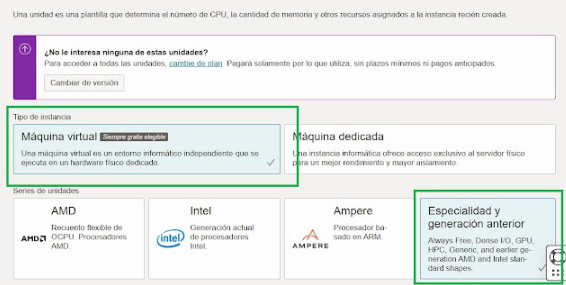 Una unidad es una plantilla que determina el número de CPU, la cantidad de memoria y otros recursos asignados a la instancia recién creada.
¿No le interesa ninguna de estas unidades?
Para acceder a todas las unidades, cambie de plan. Pagará solamente por lo que utiliza, sin plazos mínimos ni pagos anticipados.
Cambiar de versión
Tipo de instancia
Máquina virtual Siempre gratis elegible
Una máquina virtual es un entorno informático independiente que se
ejecuta en un hardware físico dedicado.
Máquina dedicada
Una instancia informática ofrece acceso exclusivo al servidor físico
para un mejor rendimiento y mayor aislamiento.
Series de unidades
AMD
AMD
Recuento flexible de
OCPU. Procesadores
AMD.
Intel
intel
Generación actual
de procesadores
Intel.
Ampere
AMPERE
Procesador ba-
sado en ARM.
Especialidad y
generación anterior
Always Free, Dense I/O, GPU,
HPC, Generic, and earlier ge-
neration AMD and Intel stan-
dard shapes.